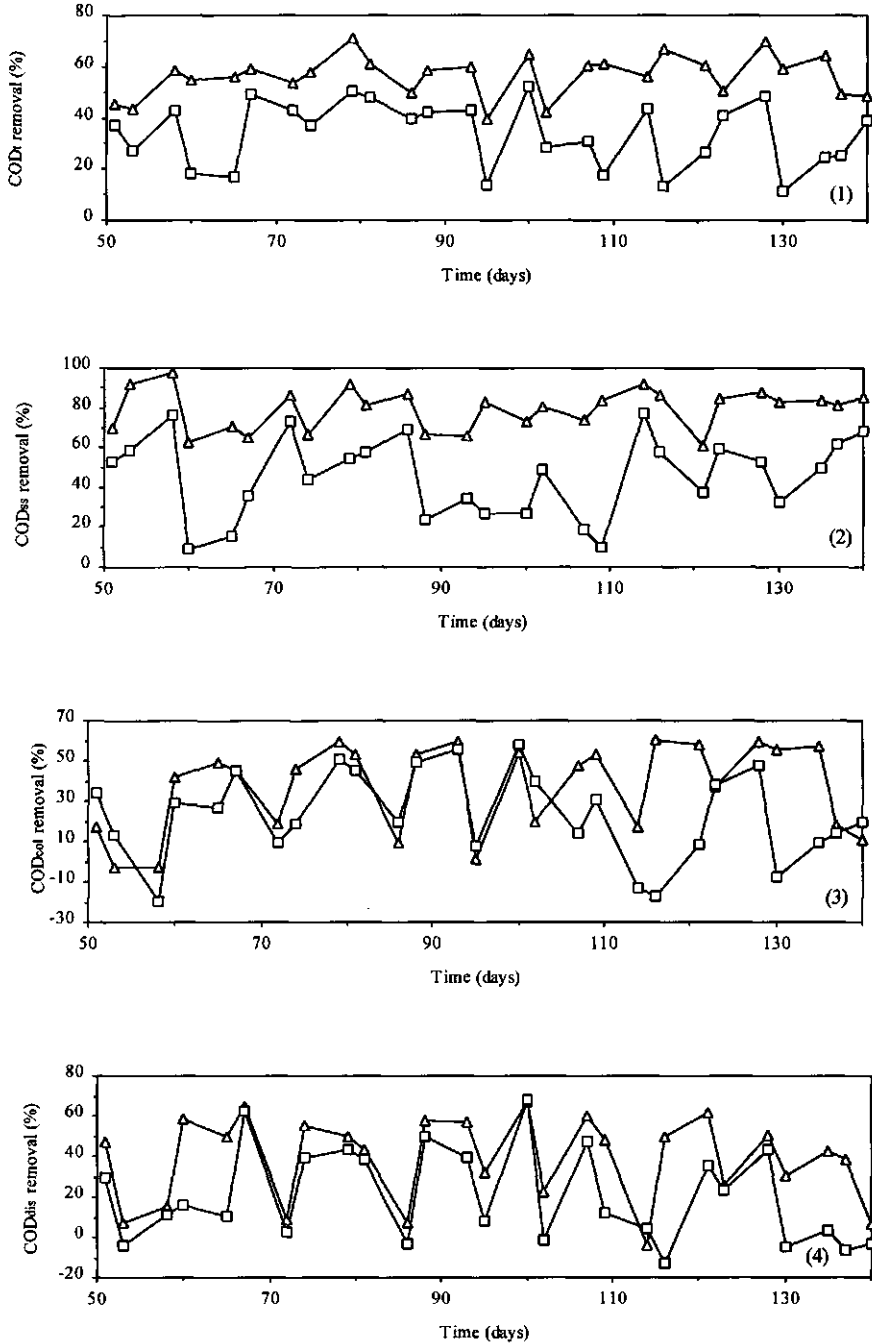 80
60
40
20
0
CODt removal (%)
(1)
50 70 90 110 130
Time (days)
100
80
60
40
20
0
CODss removal (%)
(2)
50 70 90 110 130
Time (days)
70
50
30
10
-10
-30
CODcol removal (%)
(3)
50 70 90 110 130
Time (days)
80
60
40
20
0
-20
CODdis removal (%)
(4)
50 70 90 110 130
Time (days)